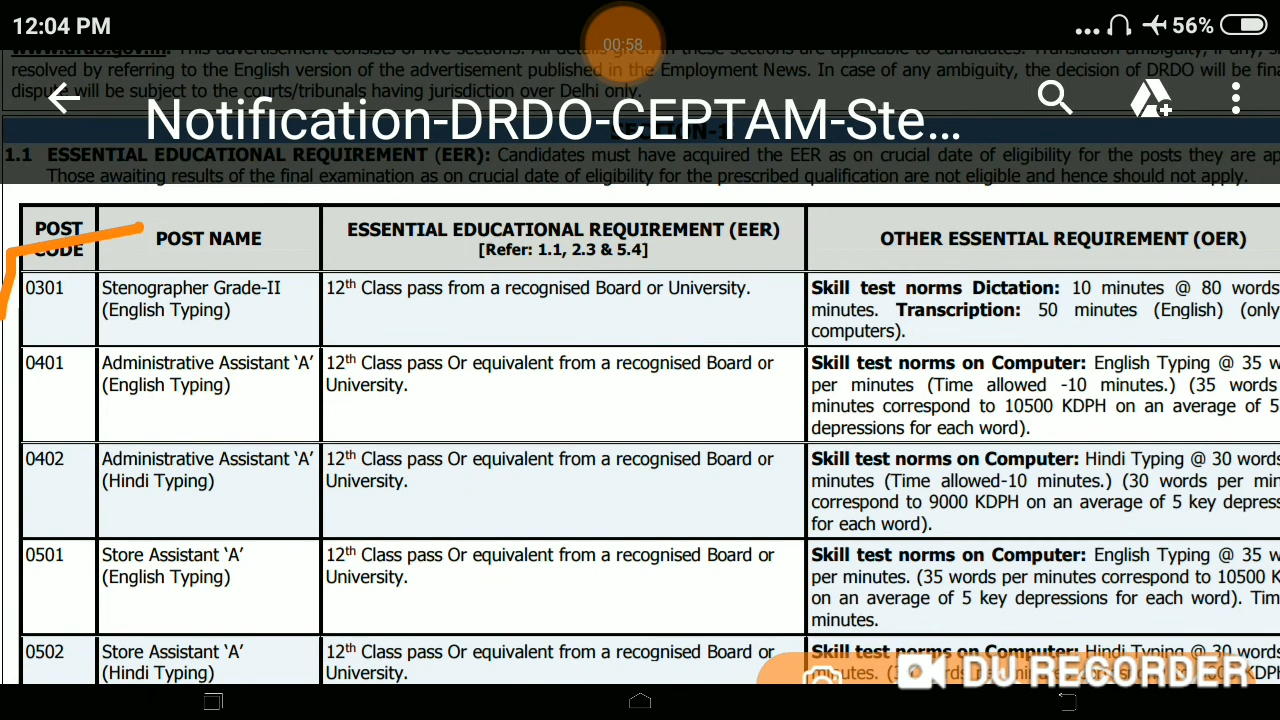 12:04 PM
00:58
56%
resolved by referring to the English version of the advertisement published in the Employment News. In case of any ambiguity, the decision of DRDO will be fina
dispute will be subject to the courts/tribunals having jurisdiction over Delhi only.
Notification-DRDO-CEPTAM-Ste...
1.1 ESSENTIAL EDUCATIONAL REQUIREMENT (EER): Candidates must have acquired the EER as on crucial date of eligibility for the posts they are ap
Those awaiting results of the final examination as on crucial date of eligibility for the prescribed qualification are not eligible and hence should not apply.
POST CODE
POST NAME
ESSENTIAL EDUCATIONAL REQUIREMENT (EER)
[Refer: 1.1, 2.3 & 5.4]
OTHER ESSENTIAL REQUIREMENT (OER)
0301
Stenographer Grade-II
(English Typing)
12th Class pass from a recognised Board or University.
Skill test norms Dictation: 10 minutes @ 80 words
minutes. Transcription: 50 minutes (English) (only
computers).
0401
Administrative Assistant ‘A’
(English Typing)
12th Class pass Or equivalent from a recognised Board or
University.
Skill test norms on Computer: English Typing @ 35 w
per minutes (Time allowed -10 minutes.) (35 words
minutes correspond to 10500 KDPH on an average of 5
depressions for each word).
0402
Administrative Assistant ‘A’
(Hindi Typing)
12th Class pass Or equivalent from a recognised Board or
University.
Skill test norms on Computer: Hindi Typing @ 30 words
minutes (Time allowed-10 minutes.) (30 words per min
correspond to 9000 KDPH on an average of 5 key depress
for each word).
0501
Store Assistant ‘A’
(English Typing)
12th Class pass Or equivalent from a recognised Board or
University.
Skill test norms on Computer: English Typing @ 35 w
per minutes. (35 words per minutes correspond to 10500 K
on an average of 5 key depressions for each word). Tim
minutes.
0502
Store Assistant ‘A’
(Hindi Typing)
12th Class pass Or equivalent from a recognised Board or
University.
Skill test norms on Computer: Hindi Typing @ 30 words
DU RECORDER